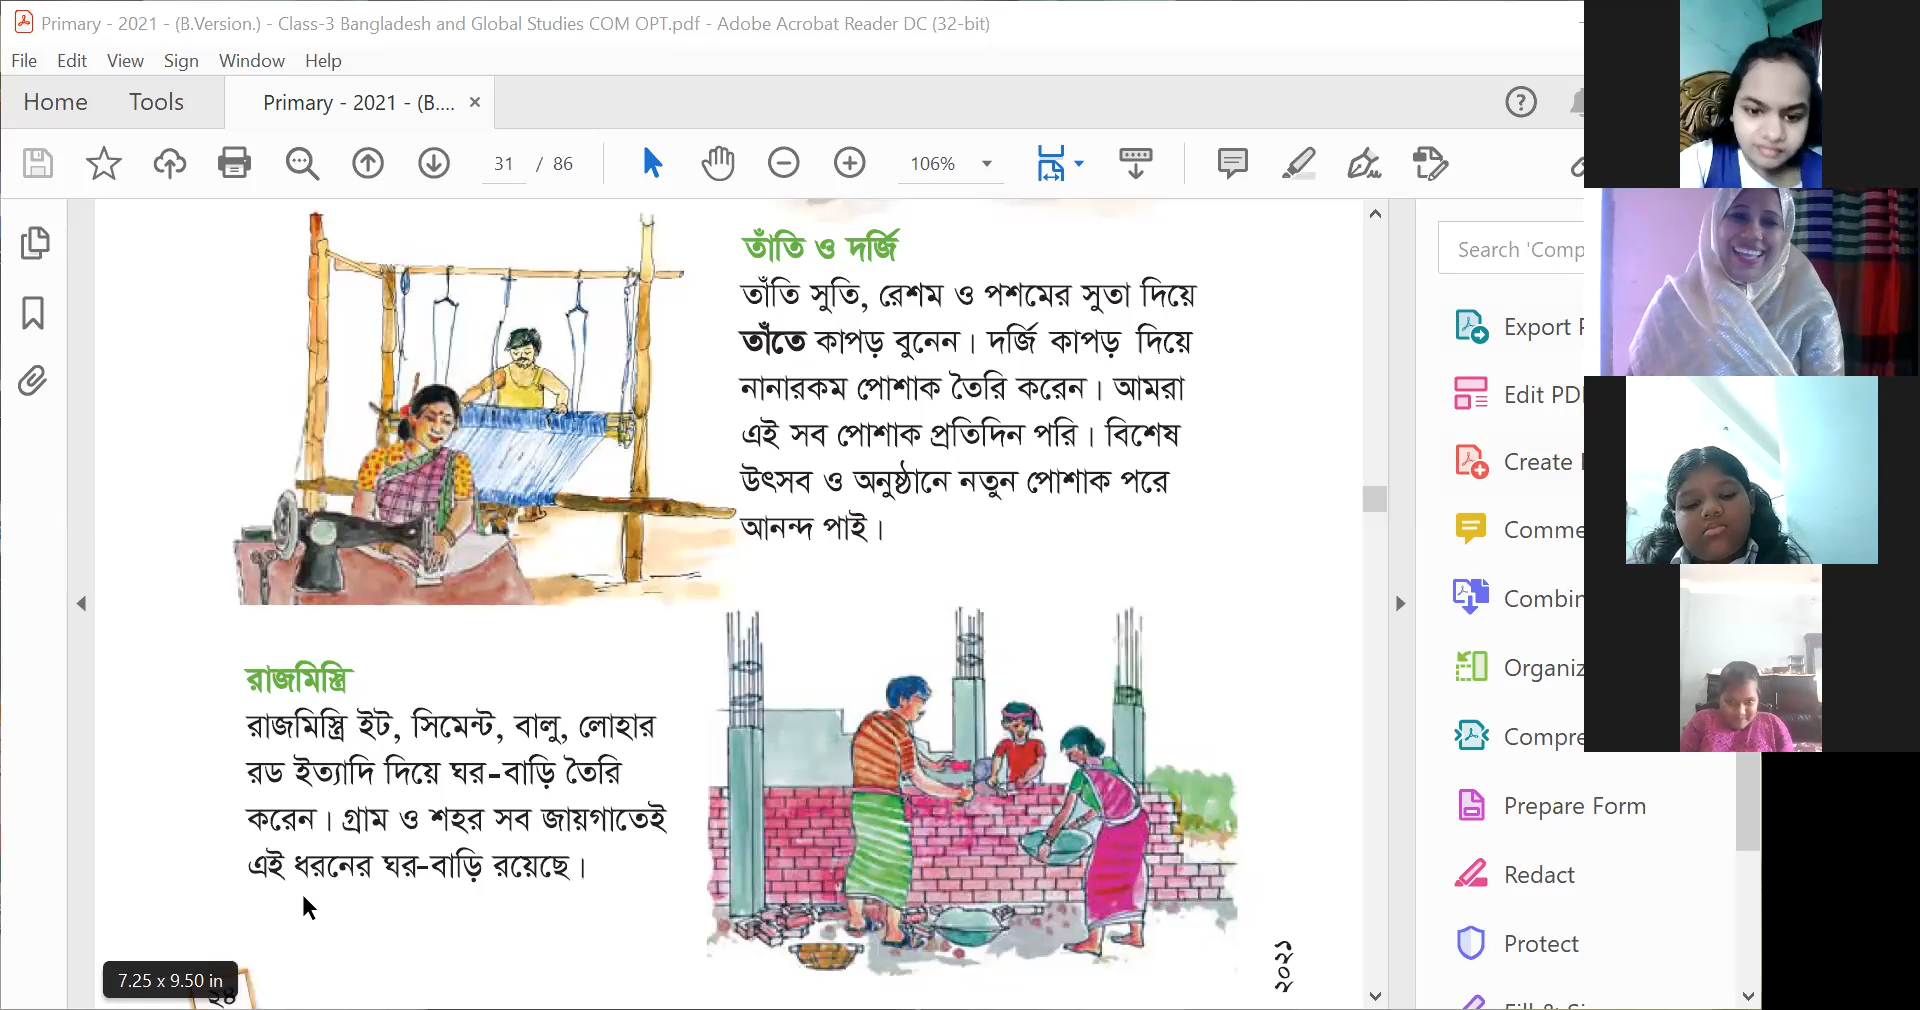 Primary - 2021 - (B.Version.) - Class-3 Bangladesh and Global Studies COM OPT.pdf - Adobe Acrobat Reader DC (32-bit)
File Edit View Sign Window Help
Home Tools Primary - 2021 - (B.... ×
31 / 86 106%
Search 'Comp
Export
Edit PD
Create
Comme
Combin
Organiz
Compre
Prepare Form
Redact
Protect
তাঁতি ও দর্জি
তাঁতি সুতি, রেশম ও পশমের সুতা দিয়ে
তাঁতে কাপড় বুনেন। দর্জি কাপড় দিয়ে
নানারকম পোশাক তৈরি করেন। আমরা
এই সব পোশাক প্রতিদিন পরি। বিশেষ
উৎসব ও অনুষ্ঠানে নতুন পোশাক পরে
আনন্দ পাই।
রাজমিস্ত্রি
রাজমিস্ত্রি ইট, সিমেন্ট, বালু, লোহার
রড ইত্যাদি দিয়ে ঘর-বাড়ি তৈরি
করেন। গ্রাম ও শহর সব জায়গাতেই
এই ধরনের ঘর-বাড়ি রয়েছে।
7.25 x 9.50 in
২৪
২০২১